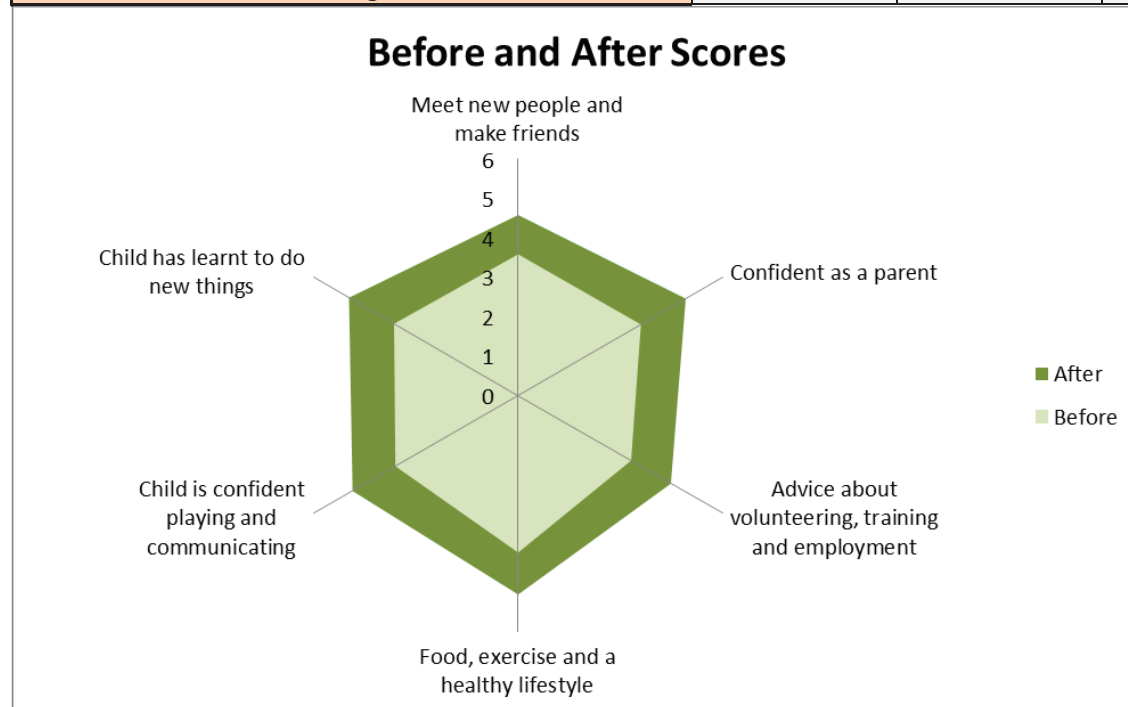 Before and After Scores
Meet new people and
make friends
6
5
4
3
2
1
0
Confident as a parent
Advice about
volunteering, training
and employment
Food, exercise and a
healthy lifestyle
Child is confident
playing and
communicating
Child has learnt to do
new things
After
Before